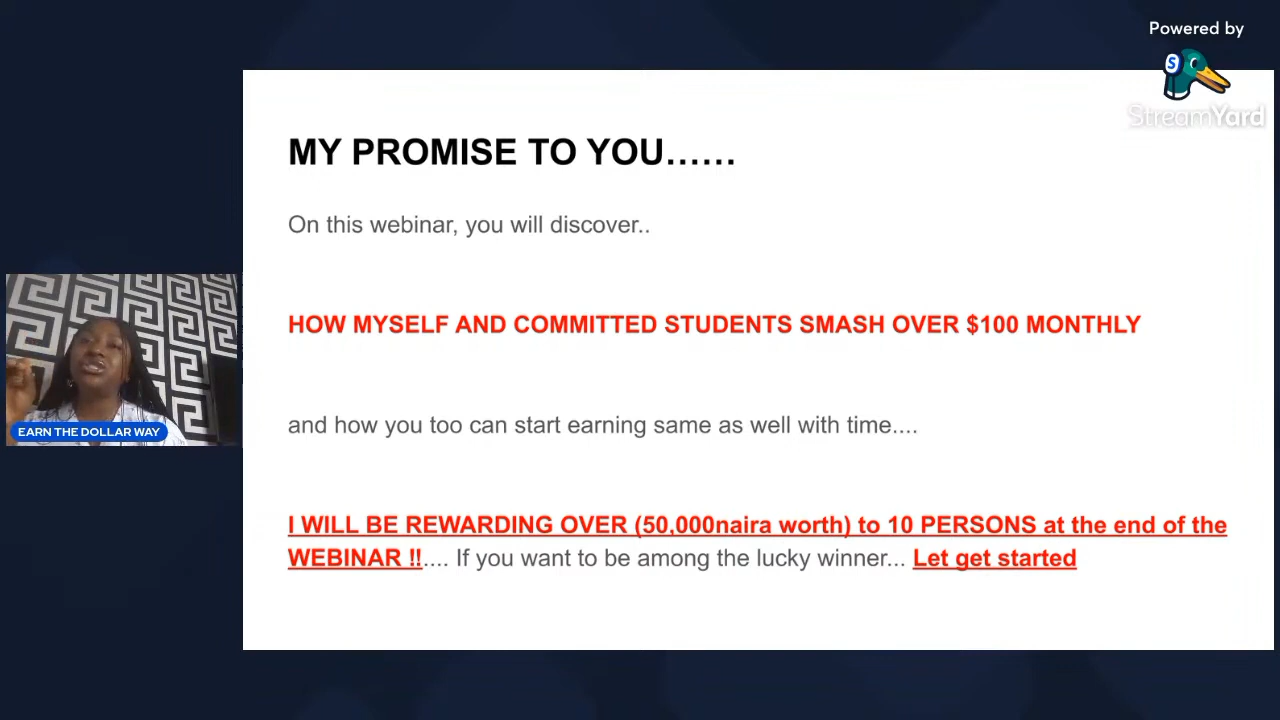 Powered by
S
StreamYard
MY PROMISE TO YOU......
On this webinar, you will discover..
HOW MYSELF AND COMMITTED STUDENTS SMASH OVER $100 MONTHLY
and how you too can start earning same as well with time....
I WILL BE REWARDING OVER (50,000naira worth) to 10 PERSONS at the end of the
WEBINAR !!.... If you want to be among the lucky winner... Let get started
EARN THE DOLLAR WAY